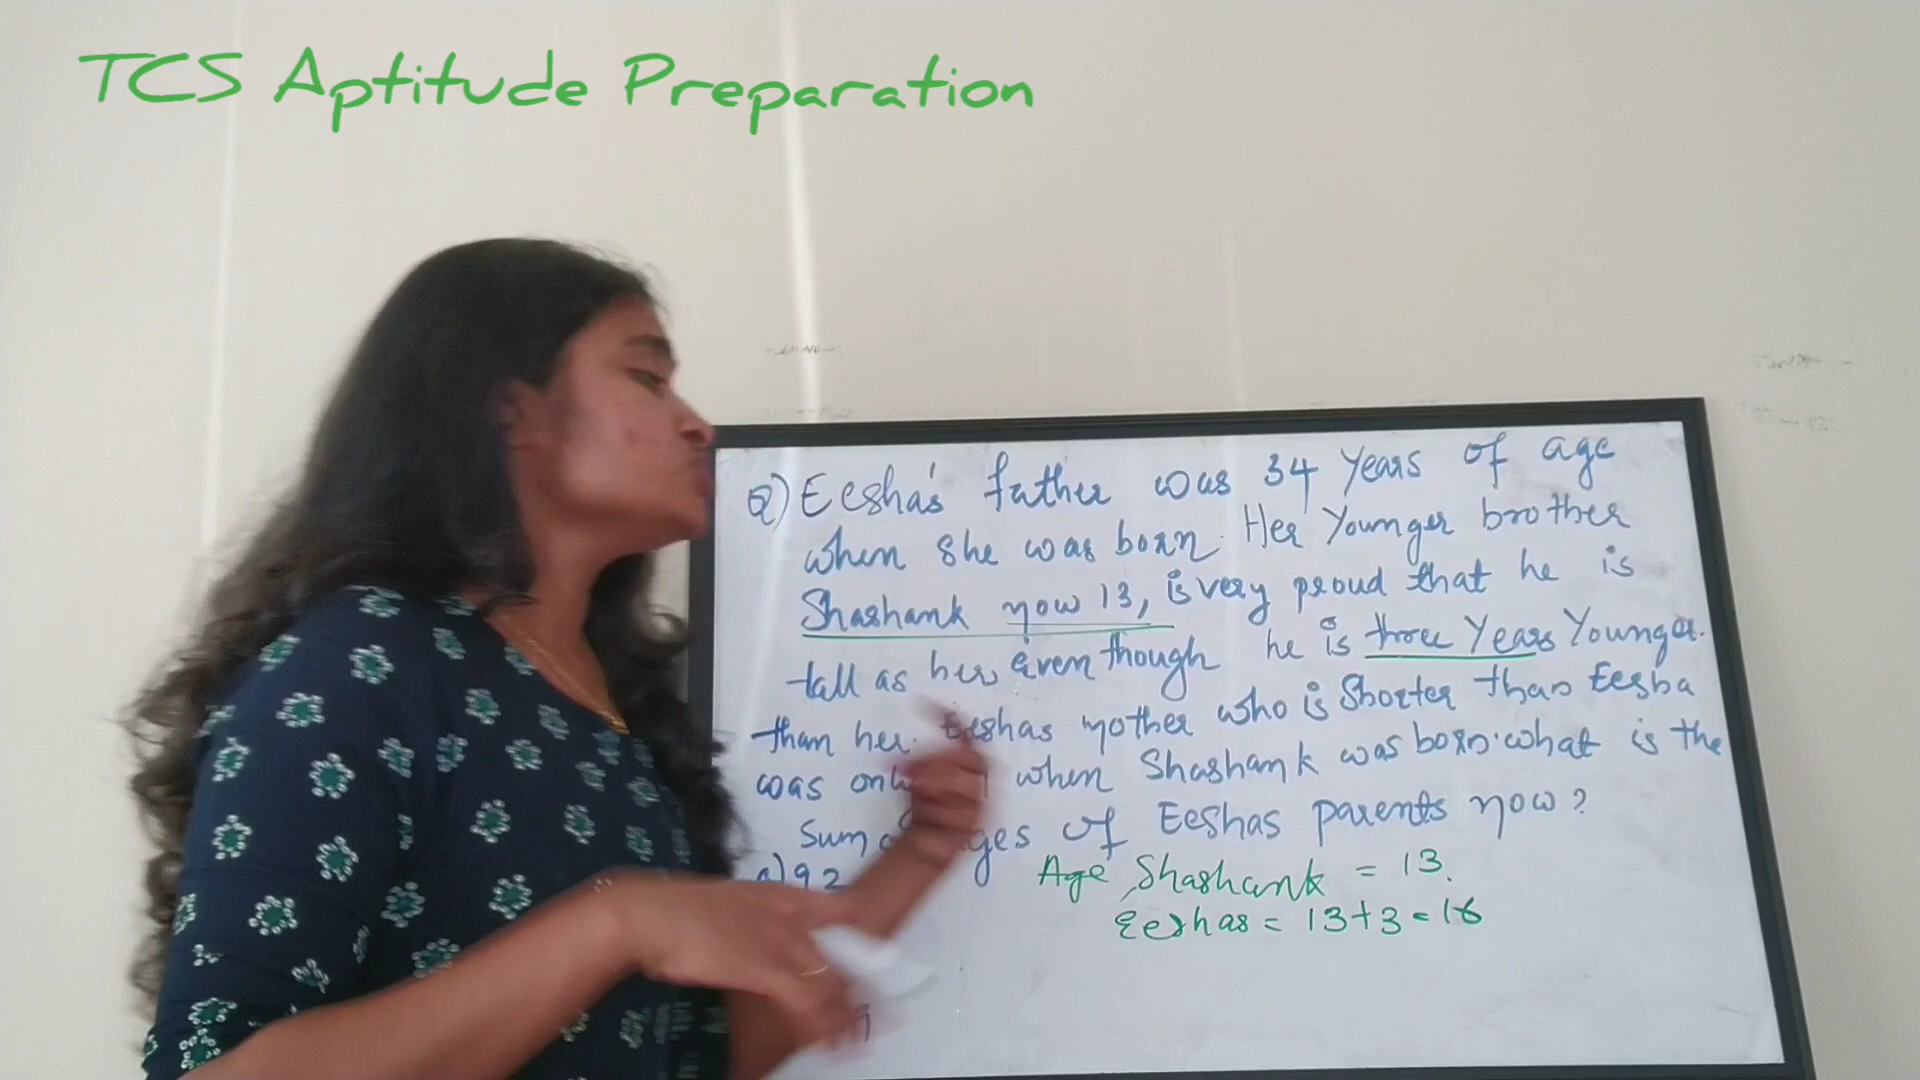 TCS Aptitude Preparation
Q) Eesha's father was 34 years of age
when she was born. Her Younger brother
Shashank now 13, is very proud that he is
tall as her even though he is three Years Younger
than her. Eeshas mother who is Shorter than Eesha
was only when Shashank was born. what is the
Sum ages of Eeshas parents now?
a) 92
Age Shashank = 13.
Eeshas = 13+3=16
9